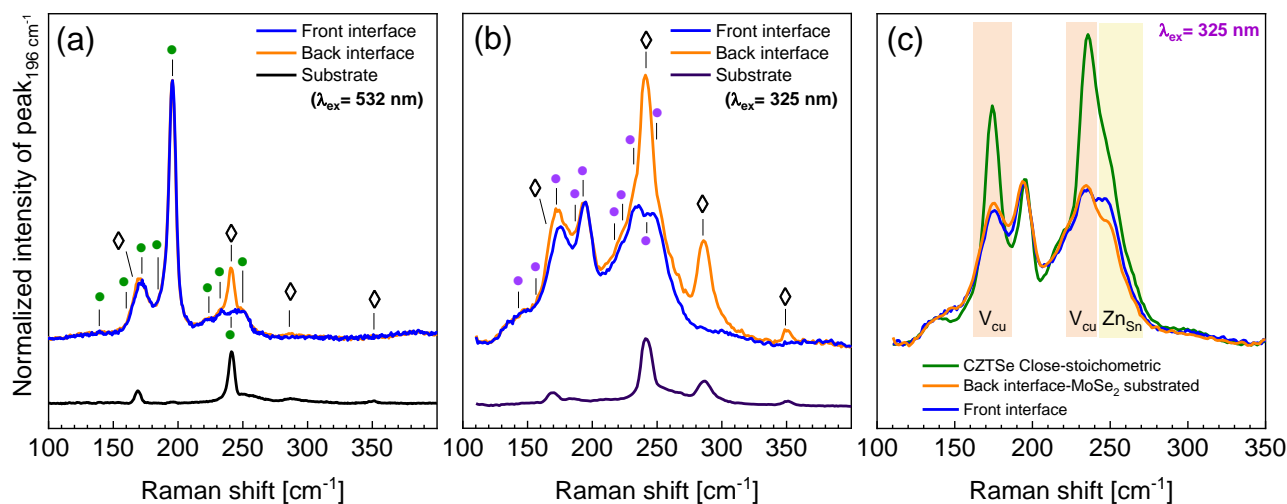 Normalized intensity of peak196 cm-1
(a)
Front interface
Back interface
Substrate
(λex= 532 nm)
100 150 200 250 300 350 400
Raman shift [cm-1]
(b)
Front interface
Back interface
Substrate
(λex= 325 nm)
100 150 200 250 300 350
Raman shift [cm-1]
(c)
λex= 325 nm
Vcu
Vcu
ZnSn
CZTSe Close-stoichometric
Back interface-MoSe2 substrated
Front interface
100 150 200 250 300 350
Raman shift [cm-1]